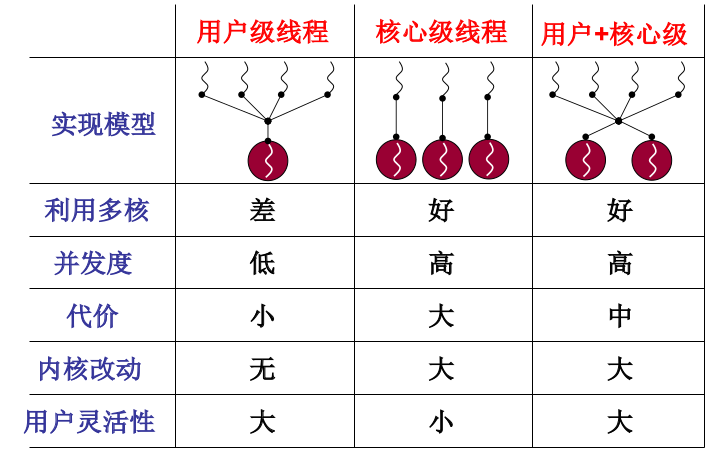 用户级线程 核心级线程 用户+核心级
实现模型
利用多核 差 好 好
并发度 低 高 高
代价 小 大 中
内核改动 无 大 大
用户灵活性 大 小 大